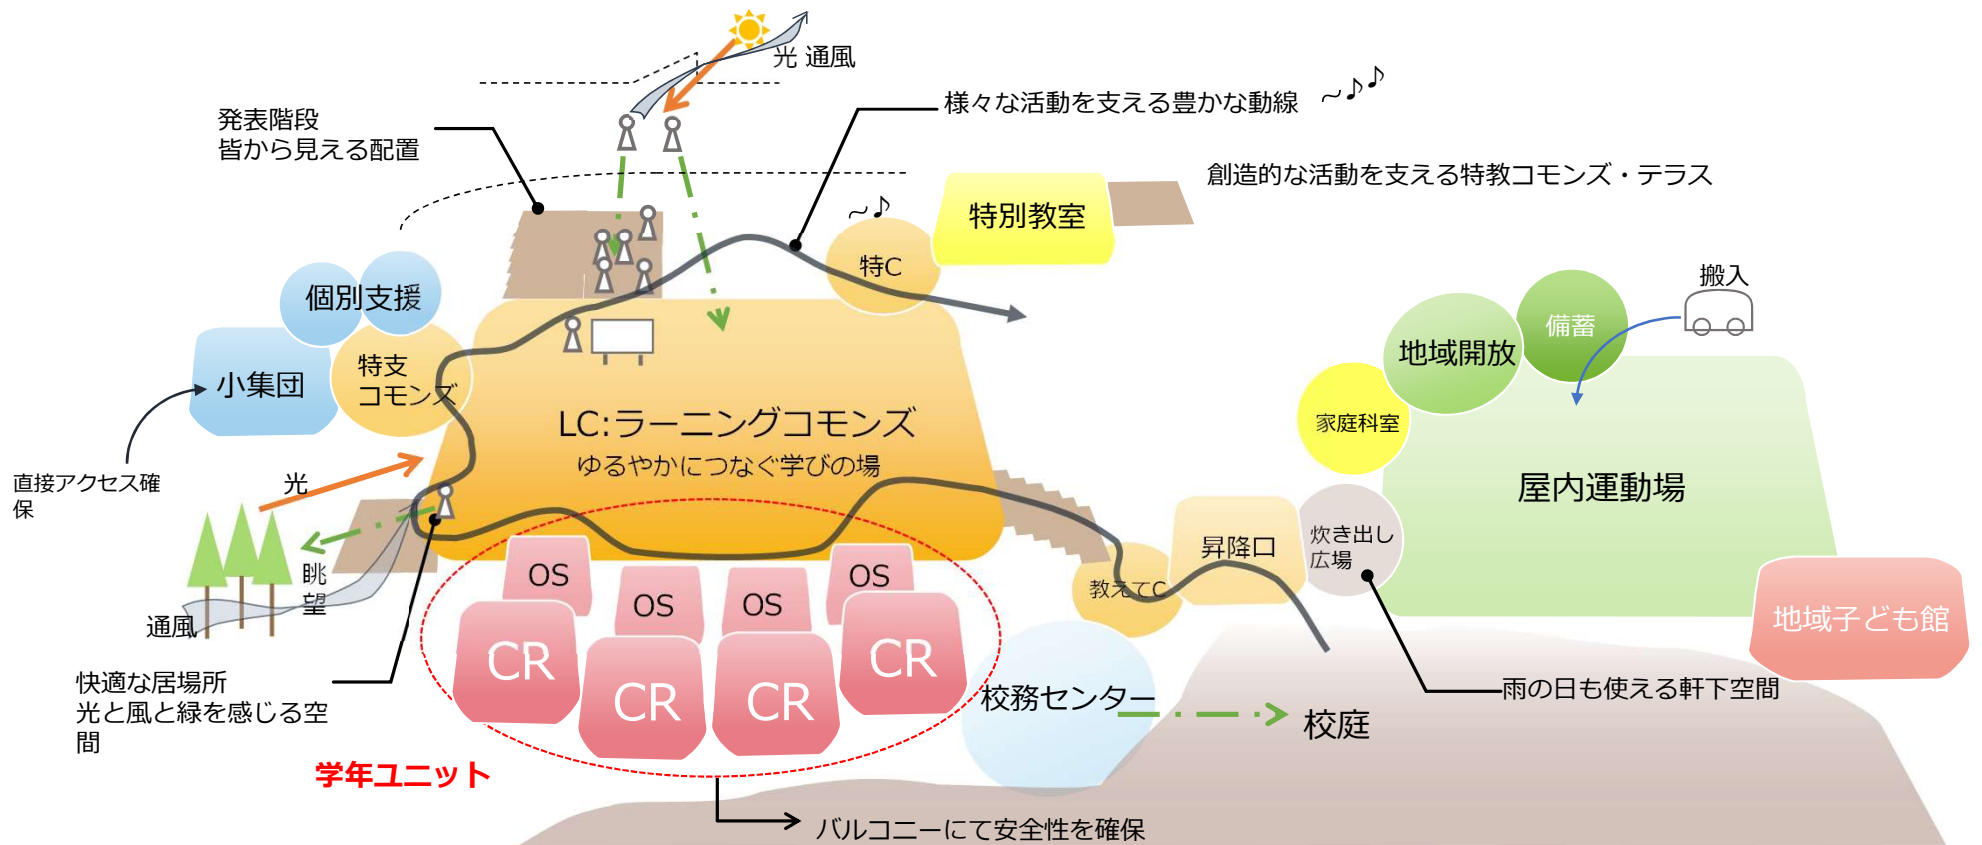 光 通風
様々な活動を支える豊かな動線 ～♪♪
発表階段
皆から見える配置
創造的な活動を支える特教コモンズ・テラス
～♪
特別教室
特C
搬入
個別支援
備蓄
地域開放
小集団
特支
コモンズ
LC:ラーニングコモンズ
ゆるやかにつなぐ学びの場
家庭科室
直接アクセス確
保
光
屋内運動場
昇降口
炊き出し
広場
眺
望
通風
OS
OS
OS
OS
教えてC
CR
CR
CR
CR
地域子ども館
快適な居場所
光と風と緑を感じる空
間
校務センター
校庭
雨の日も使える軒下空間
学年ユニット
バルコニーにて安全性を確保